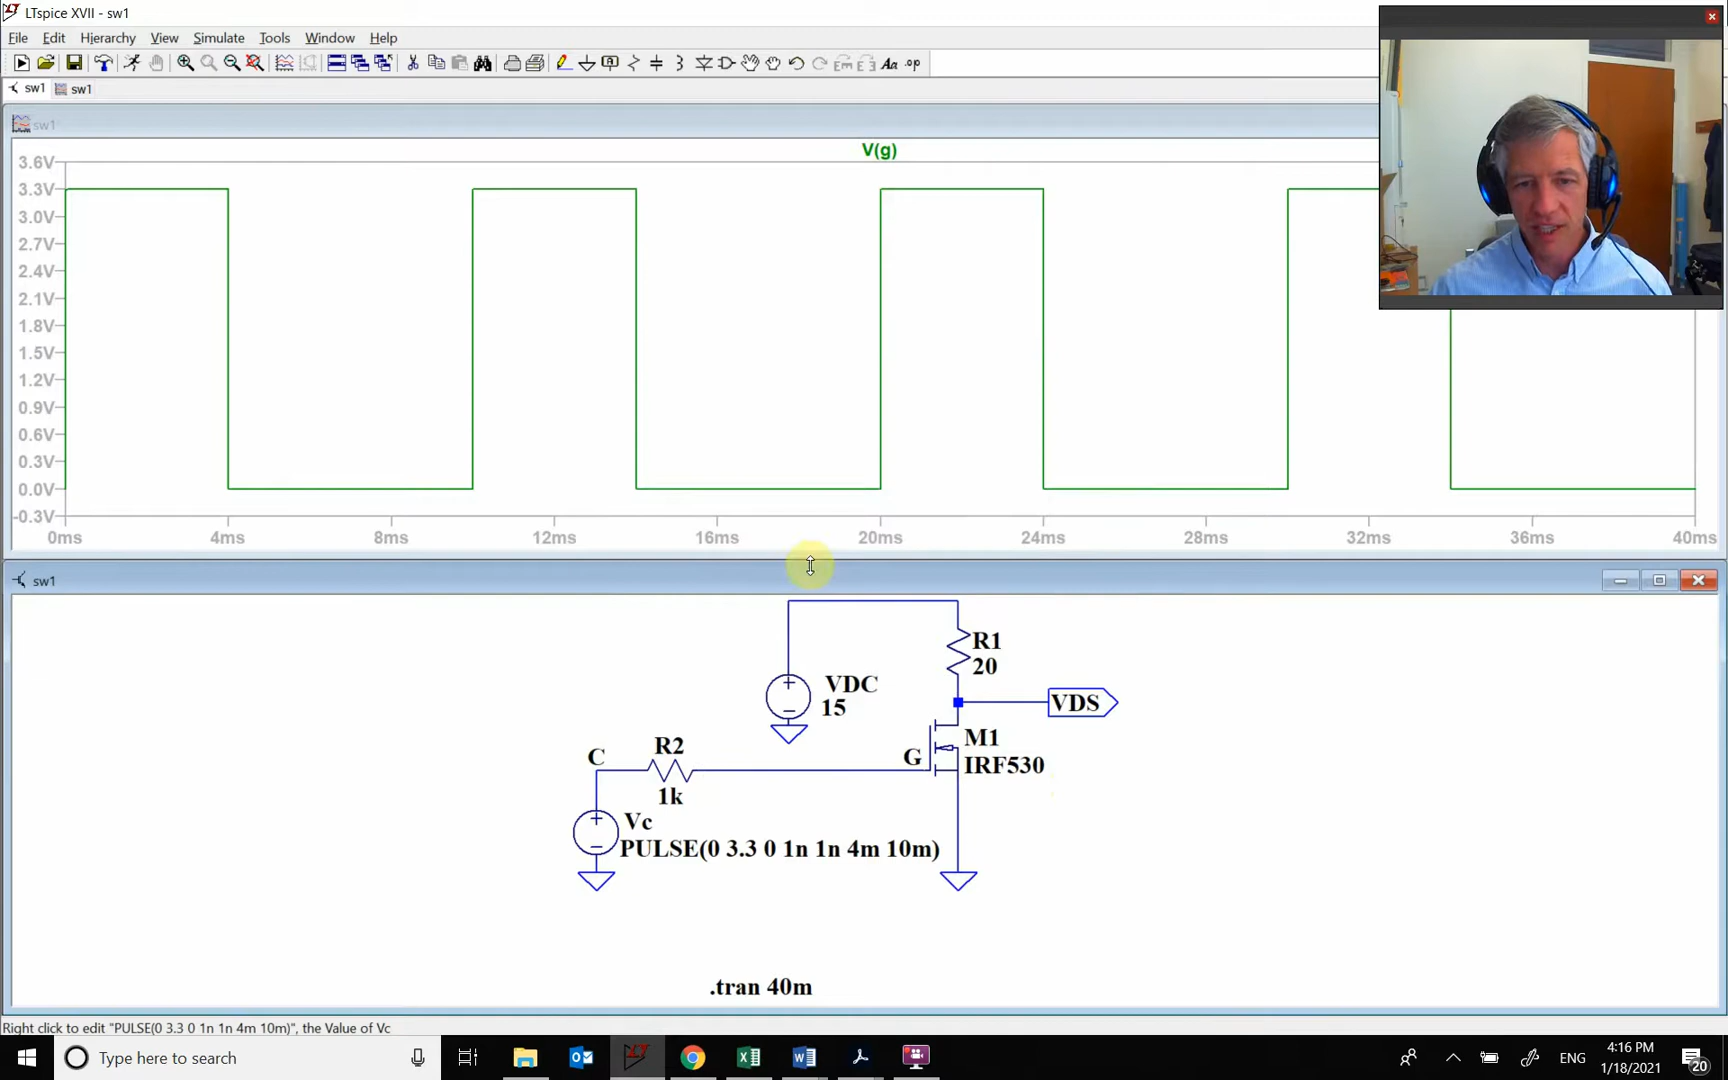 LTspice XVII - sw1
File Edit View Simulate Tools Window Help
Hierarchy
sw1 sw1
sw1
V(g)
3.6V
3.3V
3.0V
2.7V
2.4V
2.1V
1.8V
1.5V
1.2V
0.9V
0.6V
0.3V
0.0V
-0.3V
0ms 4ms 8ms 12ms 16ms 20ms 24ms 28ms 32ms 36ms 40ms
sw1
R1
20
VDC
15
VDS
M1
IRF530
R2
1k
C
G
Vc
PULSE(0 3.3 0 1n 1n 4m 10m)
.tran 40m
Right click to edit "PULSE(0 3.3 0 1n 1n 4m 10m)", the Value of Vc
Type here to search
ENG
4:16 PM
1/18/2021
20